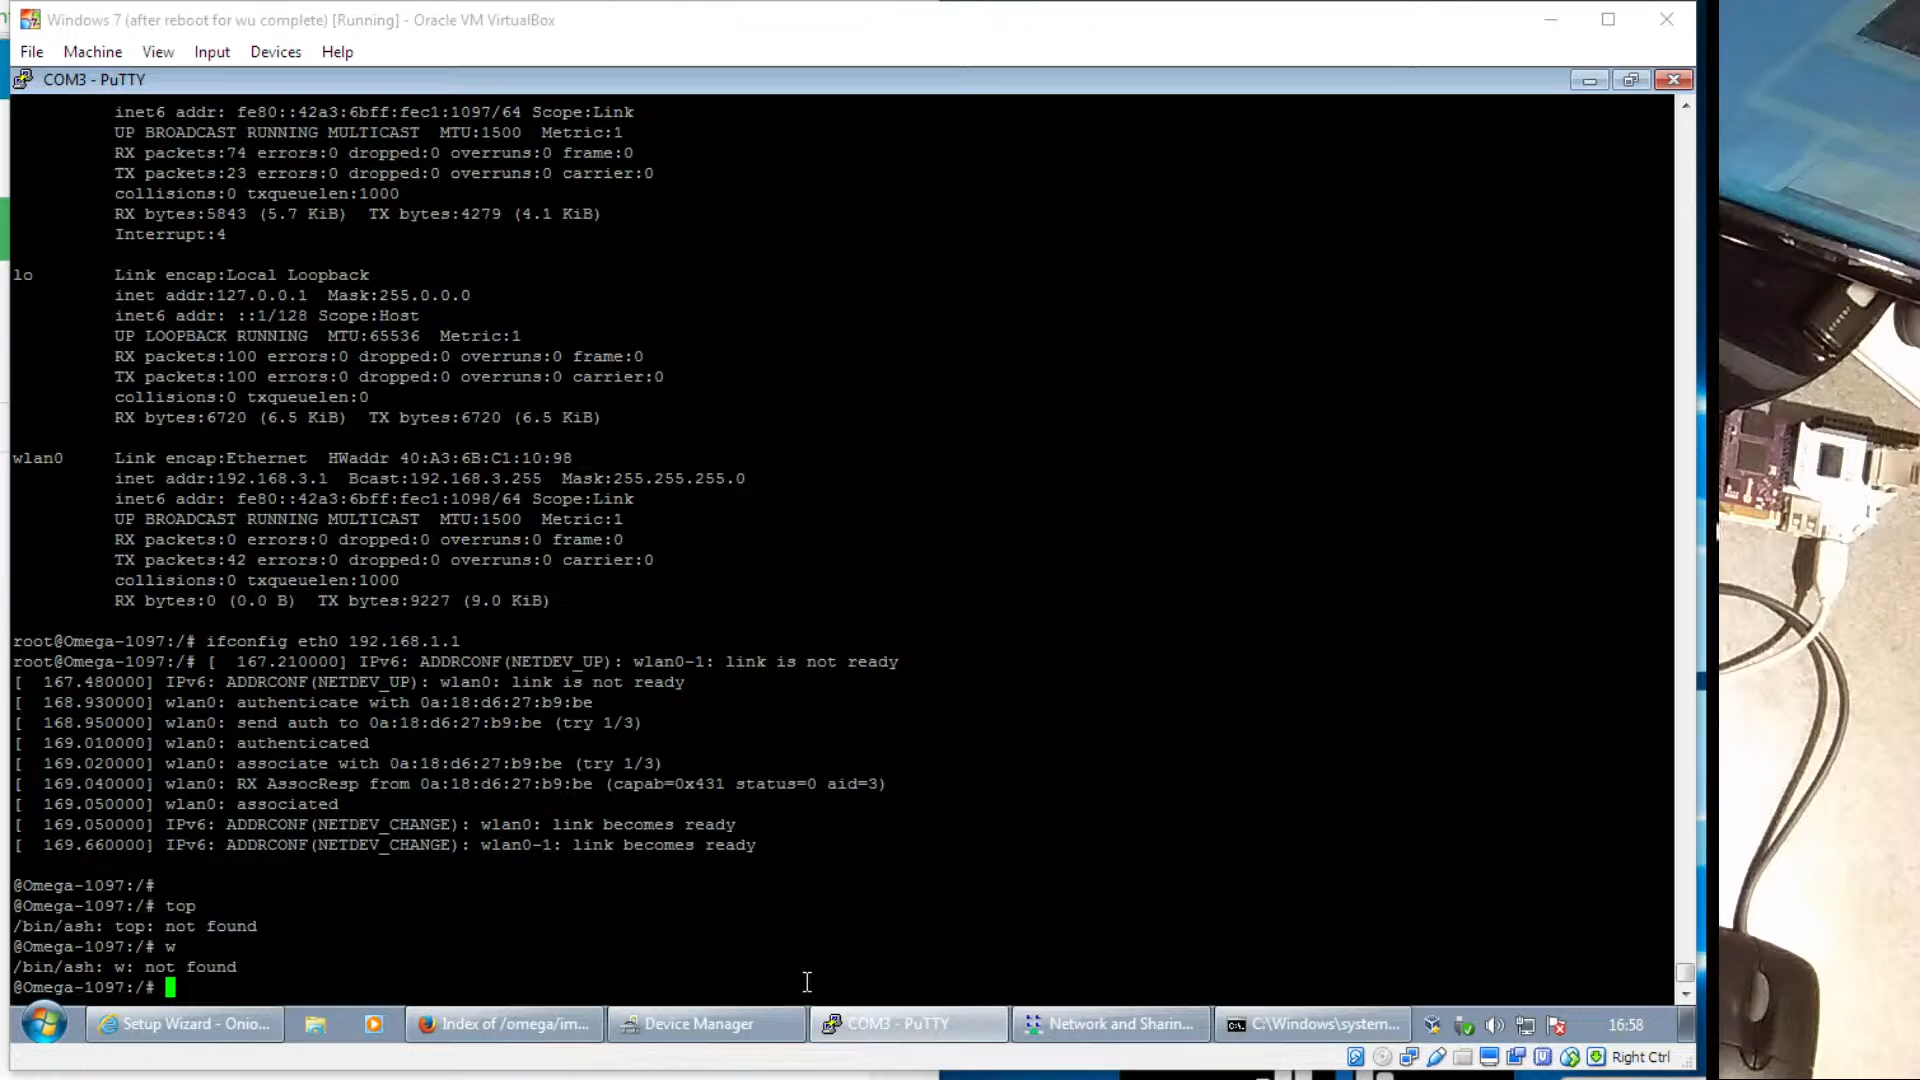 Windows 7 (after reboot for wu complete) [Running] - Oracle VM VirtualBox
File Machine View Input Devices Help
COM3 - PuTTY
inet6 addr: fe80::42a3:6bff:fec1:1097/64 Scope:Link
UP BROADCAST RUNNING MULTICAST MTU:1500 Metric:1
RX packets:74 errors:0 dropped:0 overruns:0 frame:0
TX packets:23 errors:0 dropped:0 overruns:0 carrier:0
collisions:0 txqueuelen:1000
RX bytes:5843 (5.7 KiB) TX bytes:4279 (4.1 KiB)
Interrupt:4
lo Link encap:Local Loopback
inet addr:127.0.0.1 Mask:255.0.0.0
inet6 addr: ::1/128 Scope:Host
UP LOOPBACK RUNNING MTU:65536 Metric:1
RX packets:100 errors:0 dropped:0 overruns:0 frame:0
TX packets:100 errors:0 dropped:0 overruns:0 carrier:0
collisions:0 txqueuelen:0
RX bytes:6720 (6.5 KiB) TX bytes:6720 (6.5 KiB)
wlan0 Link encap:Ethernet HWaddr 40:A3:6B:C1:10:98
inet addr:192.168.3.1 Bcast:192.168.3.255 Mask:255.255.255.0
inet6 addr: fe80::42a3:6bff:fec1:1098/64 Scope:Link
UP BROADCAST RUNNING MULTICAST MTU:1500 Metric:1
RX packets:0 errors:0 dropped:0 overruns:0 frame:0
TX packets:42 errors:0 dropped:0 overruns:0 carrier:0
collisions:0 txqueuelen:1000
RX bytes:0 (0.0 B) TX bytes:9227 (9.0 KiB)
root@Omega-1097:/# ifconfig eth0 192.168.1.1
root@Omega-1097:/# [ 167.210000] IPv6: ADDRCONF(NETDEV_UP): wlan0-1: link is not ready
[ 167.480000] IPv6: ADDRCONF(NETDEV_UP): wlan0: link is not ready
[ 168.930000] wlan0: authenticate with 0a:18:d6:27:b9:be
[ 168.950000] wlan0: send auth to 0a:18:d6:27:b9:be (try 1/3)
[ 169.010000] wlan0: authenticated
[ 169.020000] wlan0: associate with 0a:18:d6:27:b9:be (try 1/3)
[ 169.040000] wlan0: RX AssocResp from 0a:18:d6:27:b9:be (capab=0x431 status=0 aid=3)
[ 169.050000] wlan0: associated
[ 169.050000] IPv6: ADDRCONF(NETDEV_CHANGE): wlan0: link becomes ready
[ 169.660000] IPv6: ADDRCONF(NETDEV_CHANGE): wlan0-1: link becomes ready
@Omega-1097:/#
@Omega-1097:/# top
/bin/ash: top: not found
@Omega-1097:/# w
/bin/ash: w: not found
@Omega-1097:/#
Setup Wizard - Onio... Index of /omega/im... Device Manager COM3 - PuTTY Network and Sharin... C:\Windows\system... 16:58
Right Ctrl